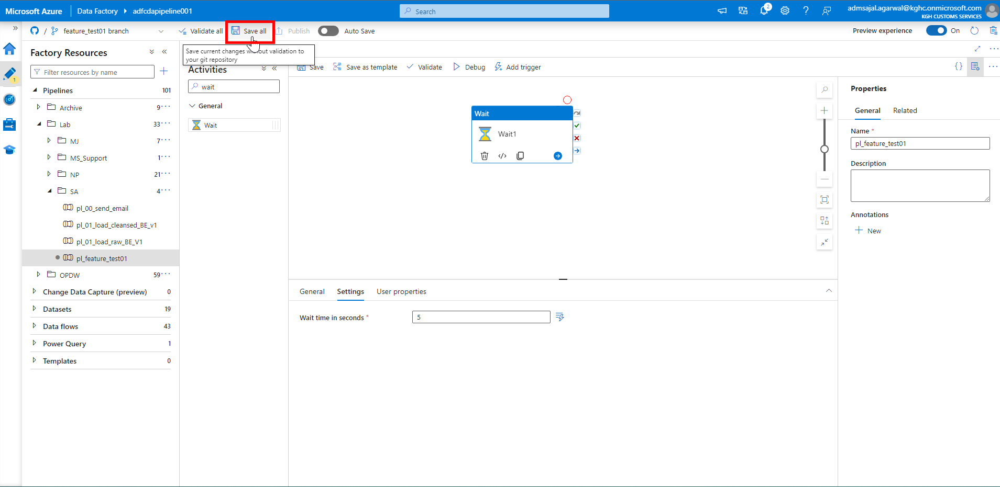 Microsoft Azure Data Factory adfcdapipeline001 Search 2 admsajal.agarwal@kghc.onmicrosoft.com
KGH CUSTOMS SERVICES
/ feature_test01 branch Validate all Save all Publish Auto Save Preview experience On
Save current changes without validation to
your git repository
Factory Resources
Filter resources by name
1
Pipelines 101
Archive 9
Lab 33
MJ 7
MS_Support 1
NP 21
SA 4
pl_00_send_email
pl_01_load_cleansed_BE_v1
pl_01_load_raw_BE_V1
pl_feature_test01
OPDW 59
Change Data Capture (preview) 0
Datasets 19
Data flows 43
Power Query 1
Templates 0
Activities
wait
General
Wait
Save Save as template Validate Debug Add trigger {}
Wait
Wait1
General Settings User properties
Wait time in seconds * 5
Properties
General Related
Name *
pl_feature_test01
Description
Annotations
New